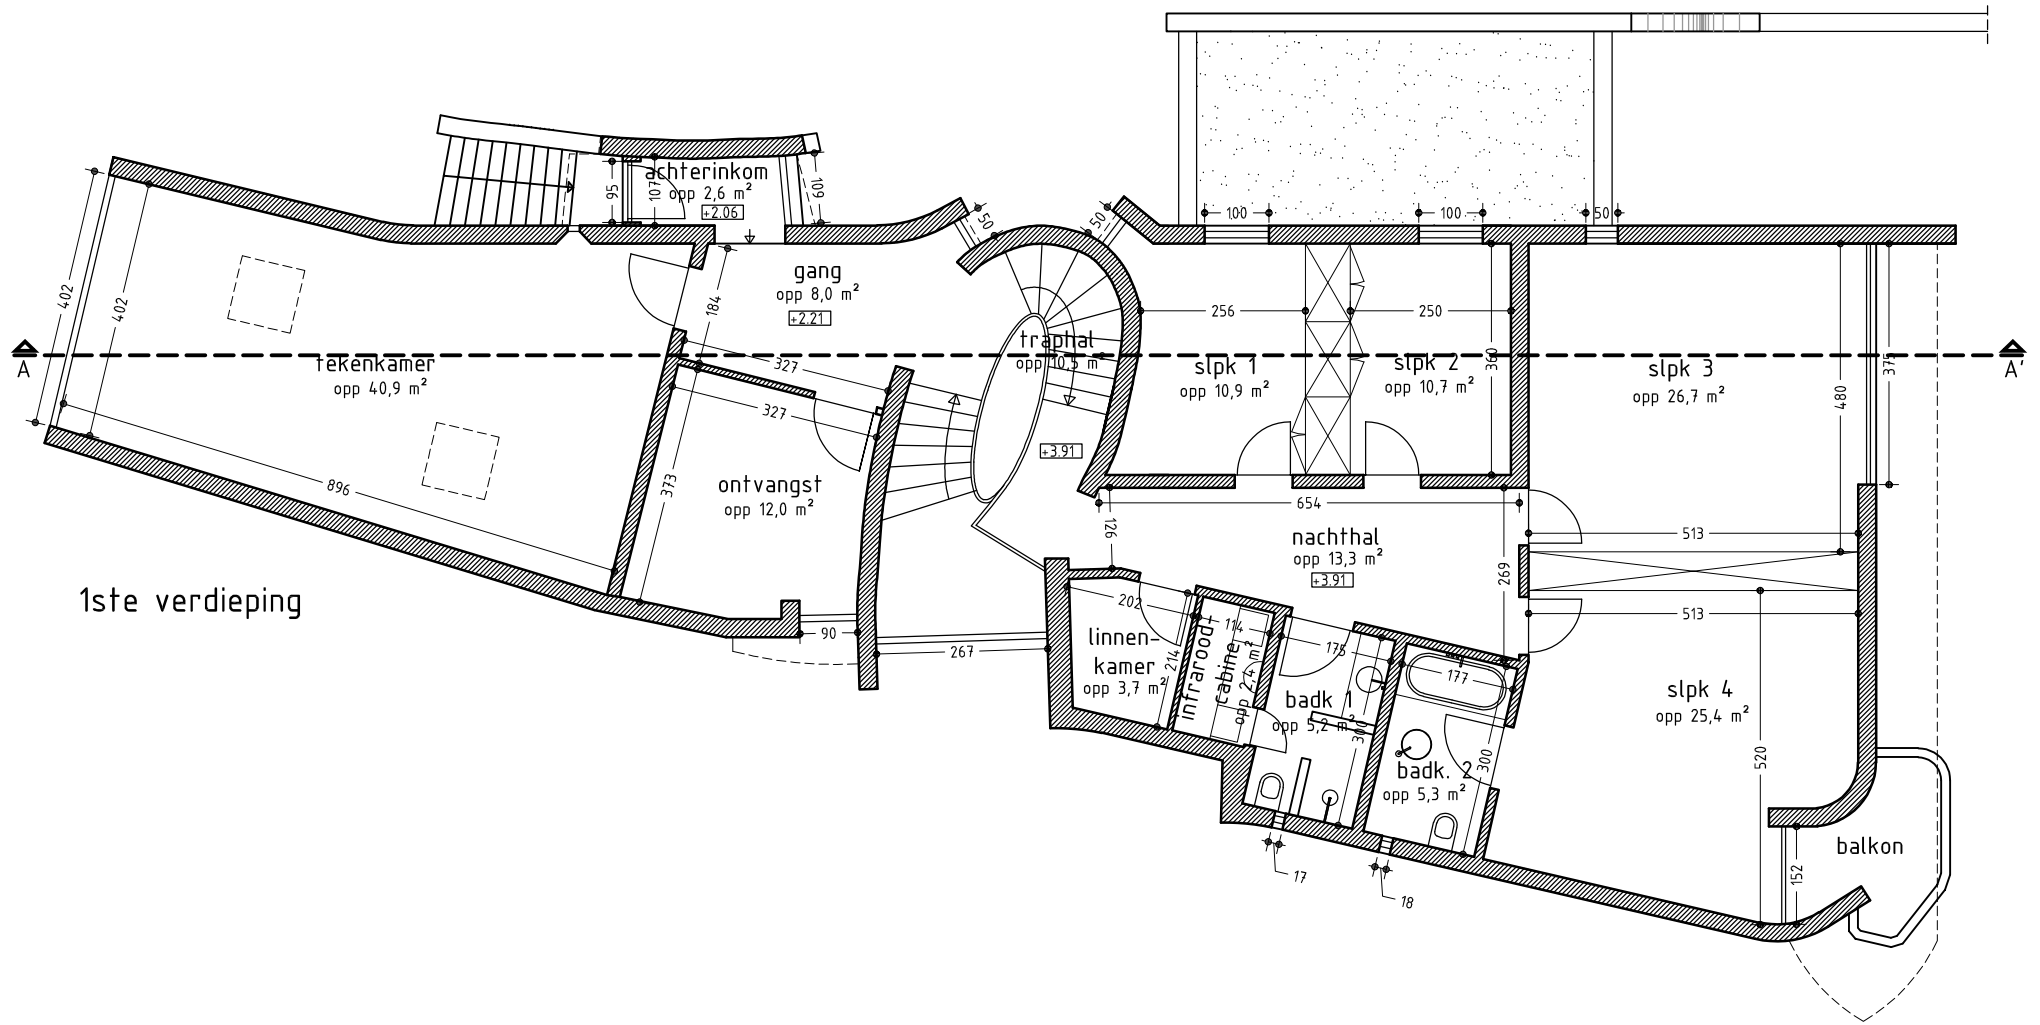 100
100
50
50
50
achterinkom
opp 2,6 m²
+2.06
95
107
109
402
402
184
gang
opp 8,0 m²
+2.21
256
250
360
375
480
A
A'
tekenkamer
opp 40,9 m²
327
327
traphal
opp 10,5 m²
+3.91
slpk 1
opp 10,9 m²
slpk 2
opp 10,7 m²
slpk 3
opp 26,7 m²
896
373
ontvangst
opp 12,0 m²
654
126
nachthal
opp 13,3 m²
+3.91
269
513
513
1ste verdieping
90
267
202
linnen-
kamer
opp 3,7 m²
214
114
infrarood-
cabine
opp 2,4 m²
175
badk 1
opp 5,2 m²
300
177
badk. 2
opp 5,3 m²
300
slpk 4
opp 25,4 m²
520
152
balkon
17
18